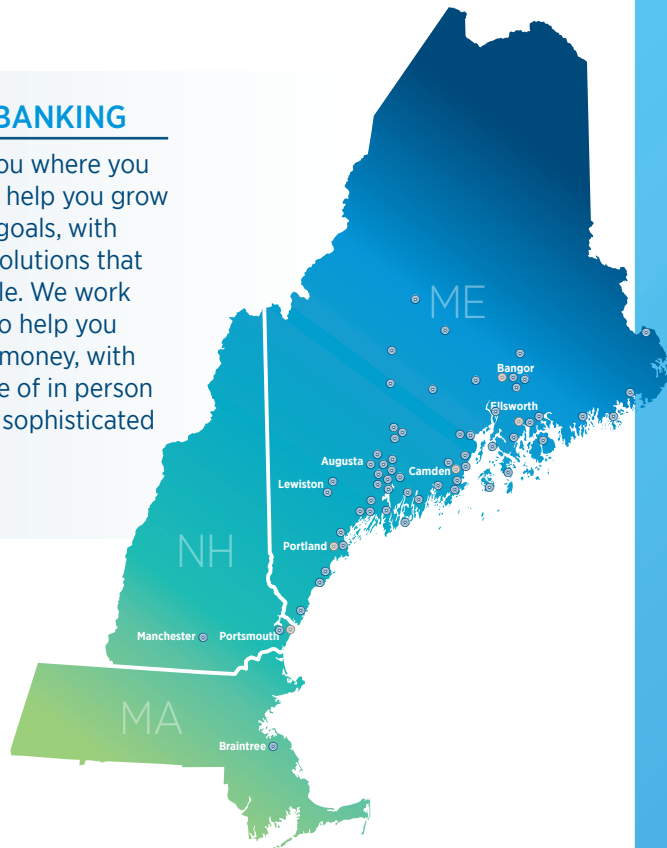 BANKING
ou where you
help you grow
goals, with
olutions that
le. We work
o help you
money, with
e of in person
sophisticated
ME
Bangor
Ellsworth
Augusta
Camden
Lewiston
NH
Portland
Manchester
Portsmouth
MA
Braintree